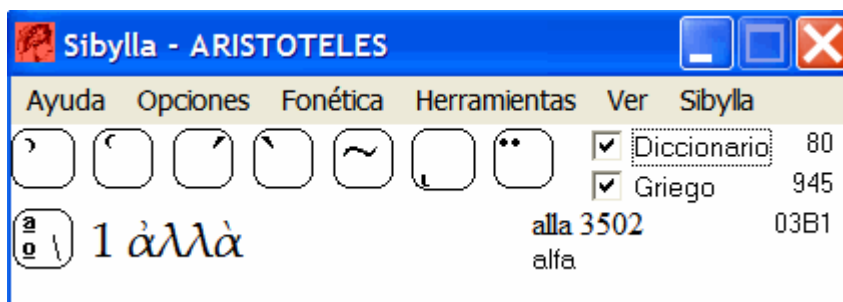 Sibylla - ARISTOTELES
Ayuda Opciones Fonética Herramientas Ver Sibylla
Diccionario 80
Griego 945
a
o \
1 ἀλλὰ alla 3502 03B1
alfa